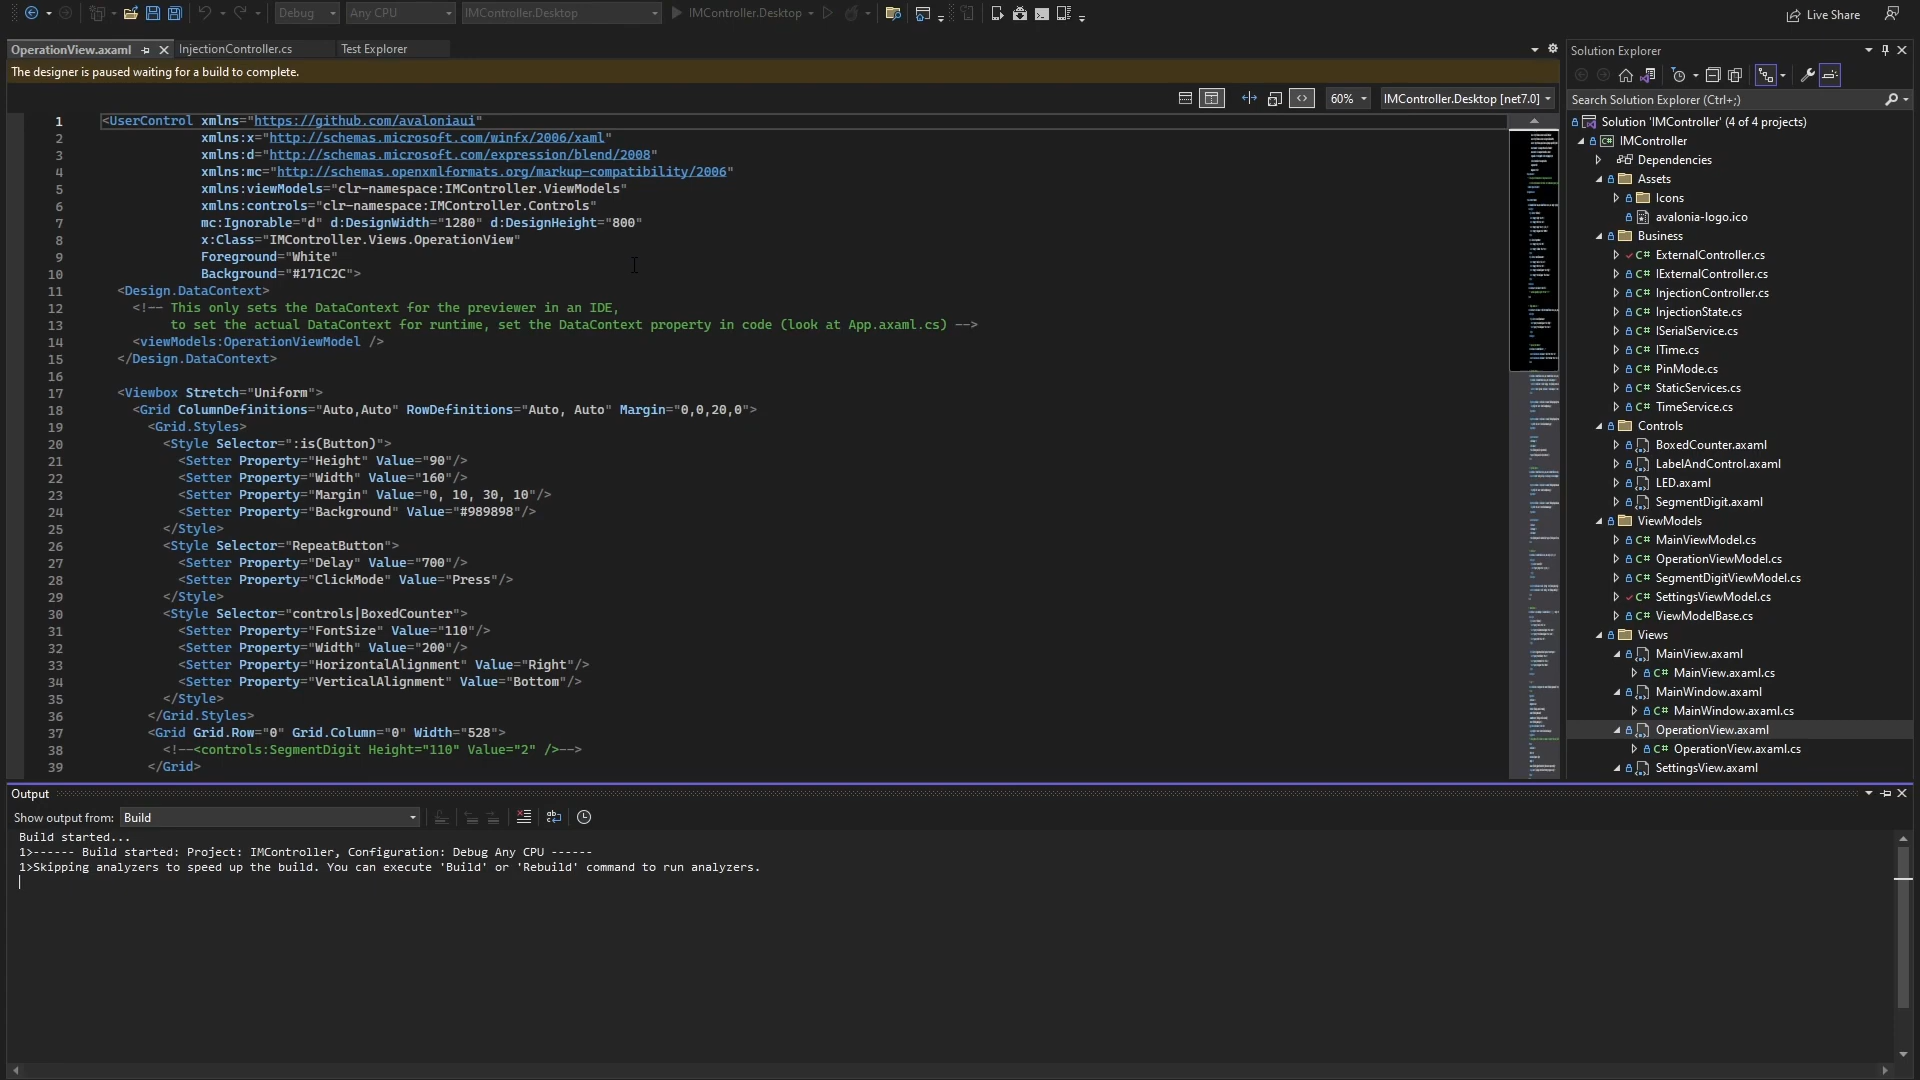 Debug
Any CPU
IMController.Desktop
IMController.Desktop
Live Share
OperationView.axaml
InjectionController.cs
Test Explorer
The designer is paused waiting for a build to complete.
60%
IMController.Desktop [net7.0]
1 <UserControl xmlns="https://github.com/avaloniaui"
2 xmlns:x="http://schemas.microsoft.com/winfx/2006/xaml"
3 xmlns:d="http://schemas.microsoft.com/expression/blend/2008"
4 xmlns:mc="http://schemas.openxmlformats.org/markup-compatibility/2006"
5 xmlns:viewModels="clr-namespace:IMController.ViewModels"
6 xmlns:controls="clr-namespace:IMController.Controls"
7 mc:Ignorable="d" d:DesignWidth="1280" d:DesignHeight="800"
8 x:Class="IMController.Views.OperationView"
9 Foreground="White"
10 Background="#171C2C">
11 <Design.DataContext>
12 <!-- This only sets the DataContext for the previewer in an IDE,
13 to set the actual DataContext for runtime, set the DataContext property in code (look at App.axaml.cs) -->
14 <viewModels:OperationViewModel />
15 </Design.DataContext>
16
17 <Viewbox Stretch="Uniform">
18 <Grid ColumnDefinitions="Auto,Auto" RowDefinitions="Auto, Auto" Margin="0,0,20,0">
19 <Grid.Styles>
20 <Style Selector=":is(Button)">
21 <Setter Property="Height" Value="90"/>
22 <Setter Property="Width" Value="160"/>
23 <Setter Property="Margin" Value="0, 10, 30, 10"/>
24 <Setter Property="Background" Value="#989898"/>
25 </Style>
26 <Style Selector="RepeatButton">
27 <Setter Property="Delay" Value="700"/>
28 <Setter Property="ClickMode" Value="Press"/>
29 </Style>
30 <Style Selector="controls|BoxedCounter">
31 <Setter Property="FontSize" Value="110"/>
32 <Setter Property="Width" Value="200"/>
33 <Setter Property="HorizontalAlignment" Value="Right"/>
34 <Setter Property="VerticalAlignment" Value="Bottom"/>
35 </Style>
36 </Grid.Styles>
37 <Grid Grid.Row="0" Grid.Column="0" Width="528">
38 <!--<controls:SegmentDigit Height="110" Value="2" />-->
39 </Grid>
Solution Explorer
Search Solution Explorer (Ctrl+;)
Solution 'IMController' (4 of 4 projects)
C# IMController
Dependencies
Assets
Icons
avalonia-logo.ico
Business
C# ExternalController.cs
C# IExternalController.cs
C# InjectionController.cs
C# InjectionState.cs
C# ISerialService.cs
C# ITime.cs
C# PinMode.cs
C# StaticServices.cs
C# TimeService.cs
Controls
BoxedCounter.axaml
LabelAndControl.axaml
LED.axaml
SegmentDigit.axaml
ViewModels
C# MainViewModel.cs
C# OperationViewModel.cs
C# SegmentDigitViewModel.cs
C# SettingsViewModel.cs
C# ViewModelBase.cs
Views
MainView.axaml
C# MainView.axaml.cs
MainWindow.axaml
C# MainWindow.axaml.cs
OperationView.axaml
C# OperationView.axaml.cs
SettingsView.axaml
Output
Show output from: Build
Build started...
1>------ Build started: Project: IMController, Configuration: Debug Any CPU ------
1>Skipping analyzers to speed up the build. You can execute 'Build' or 'Rebuild' command to run analyzers.